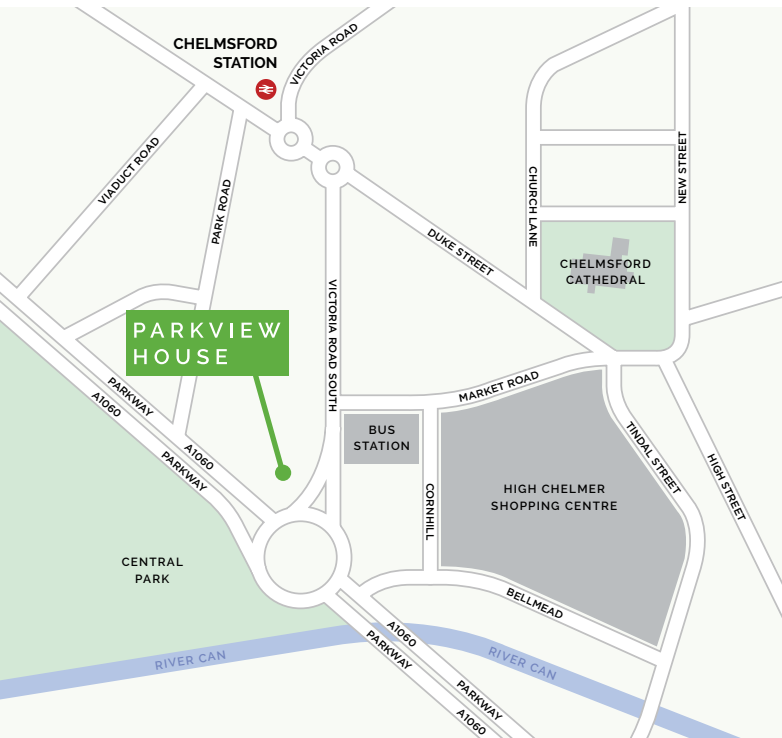 CHELMSFORD
STATION
VICTORIA ROAD
VIADUCT ROAD
PARK ROAD
DUKE STREET
CHURCH LANE
NEW STREET
CHELMSFORD
CATHEDRAL
VICTORIA ROAD SOUTH
PARKVIEW
HOUSE
PARKWAY
A1060
A1060
PARKWAY
MARKET ROAD
BUS
STATION
TINDAL STREET
HIGH STREET
CORNHILL
HIGH CHELMER
SHOPPING CENTRE
CENTRAL
PARK
BELLMEAD
A1060
PARKWAY
RIVER CAN
RIVER CAN
PARKWAY
A1060